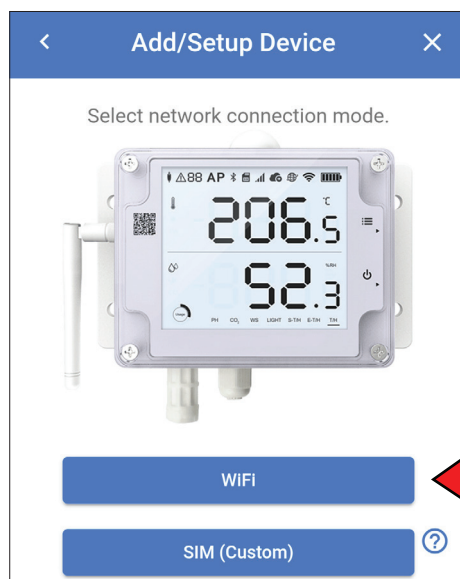 Add/Setup Device
Select network connection mode.
88 AP
℃
206.5
%RH
52.3
PH CO₂ WS LIGHT S-T/H E-T/H T/H
WiFi
SIM (Custom)
?